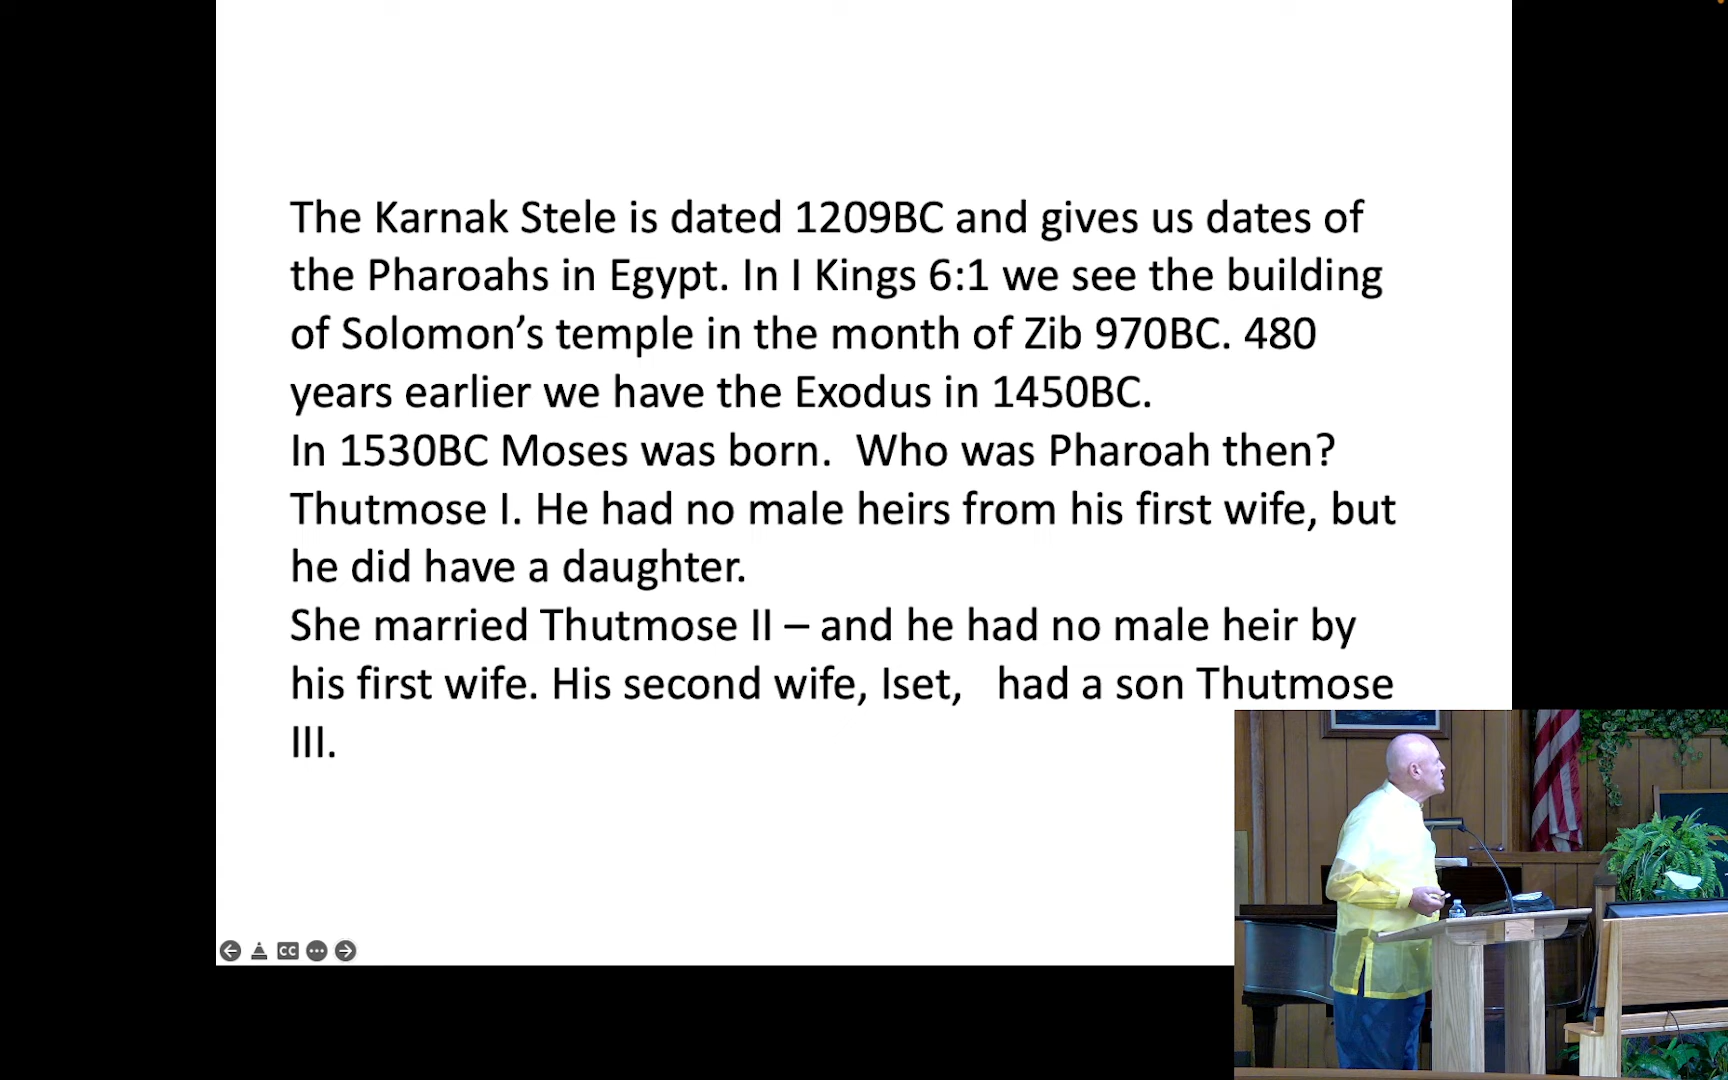 The Karnak Stele is dated 1209BC and gives us dates of
the Pharoahs in Egypt. In I Kings 6:1 we see the building
of Solomon’s temple in the month of Zib 970BC. 480
years earlier we have the Exodus in 1450BC.
In 1530BC Moses was born.  Who was Pharoah then?
Thutmose I. He had no male heirs from his first wife, but
he did have a daughter.
She married Thutmose II – and he had no male heir by
his first wife. His second wife, Iset,   had a son Thutmose
III.
CC